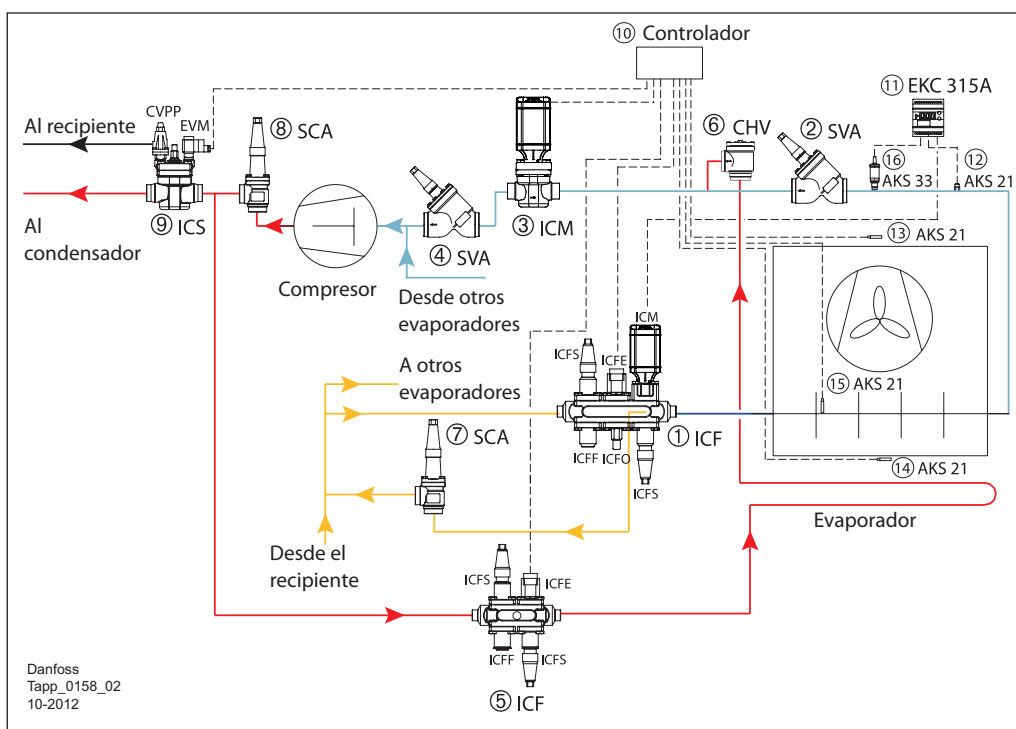 ⑩ Controlador
⑪ EKC 315A
CVPP
EVM
⑧ SCA
⑥ CHV
② SVA
Al recipiente
⑯
AKS 33
⑫
AKS 21
⑨ ICS
③ ICM
⑬ AKS 21
Al
condensador
④ SVA
Compresor
Desde otros
evaporadores
ICM
ICFS
ICFE
A otros
evaporadores
⑮ AKS 21
⑦ SCA
① ICF
ICFF
ICFO
ICFS
⑭ AKS 21
Evaporador
Desde el
recipiente
ICFS
ICFE
ICFF
ICFS
⑤ ICF
Danfoss
Tapp_0158_02
10-2012